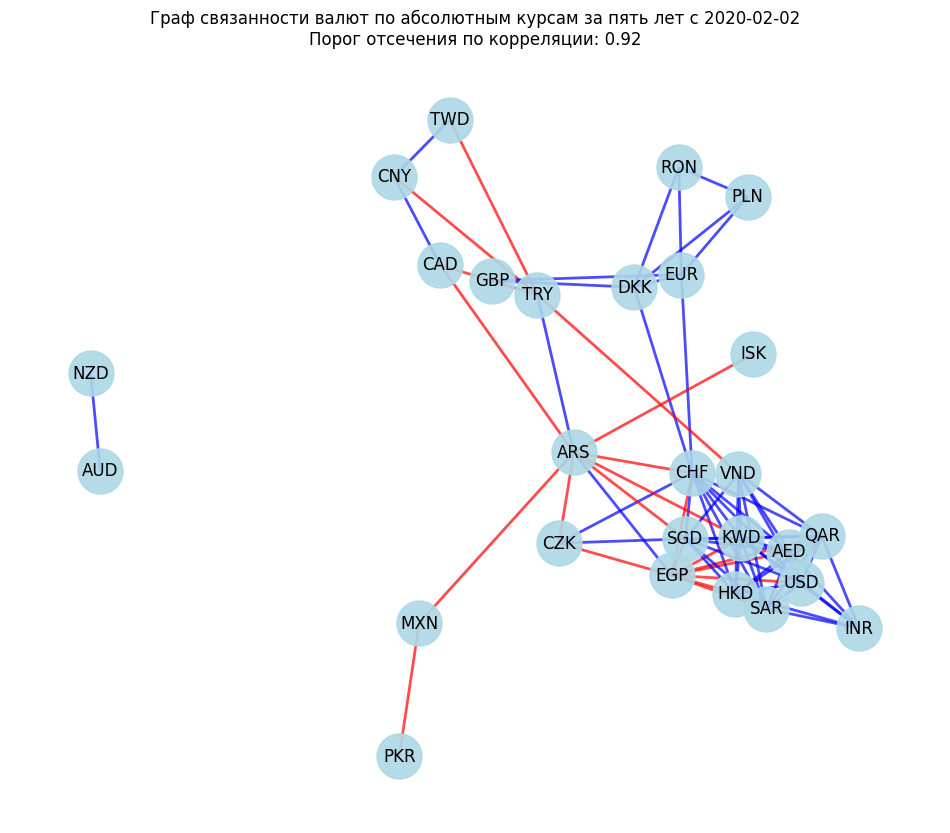 Граф связанности валют по абсолютным курсам за пять лет с 2020-02-02
Порог отсечения по корреляции: 0.92
TWD
RON
CNY
PLN
CAD
GBP
EUR
DKK
TRY
ISK
NZD
ARS
AUD
CHF
VND
QAR
SGD
KWD
CZK
AED
EGP
USD
HKD
SAR
MXN
INR
PKR